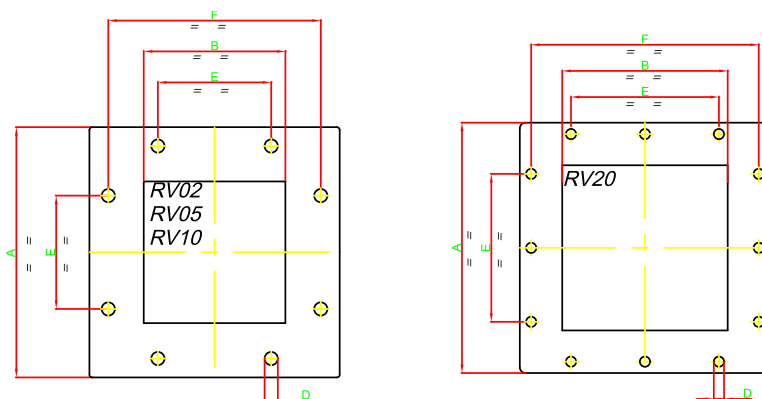 F
= =
B
= =
E
= =
RV02
RV05
RV10
A
= =
E
= =
D
F
= =
B
= =
E
= =
RV20
A
= =
E
= =
D